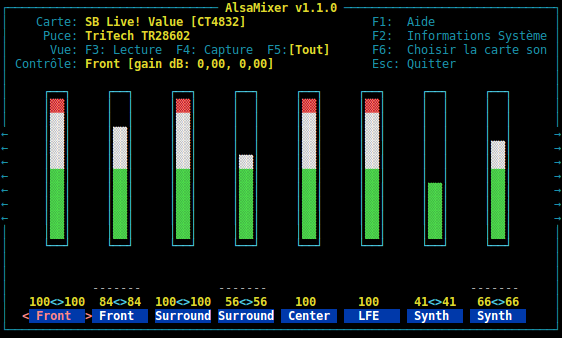 AlsaMixer v1.1.0
Carte: SB Live! Value [CT4832] F1: Aide
Puce: TriTech TR28602 F2: Informations Système
Vue: F3: Lecture F4: Capture F5:[Tout] F6: Choisir la carte son
Contrôle: Front [gain dB: 0,00, 0,00] Esc: Quitter
100<>100 84<>84 100<>100 56<>56 100 100 41<>41 66<>66
< Front > Front Surround Surround Center LFE Synth Synth